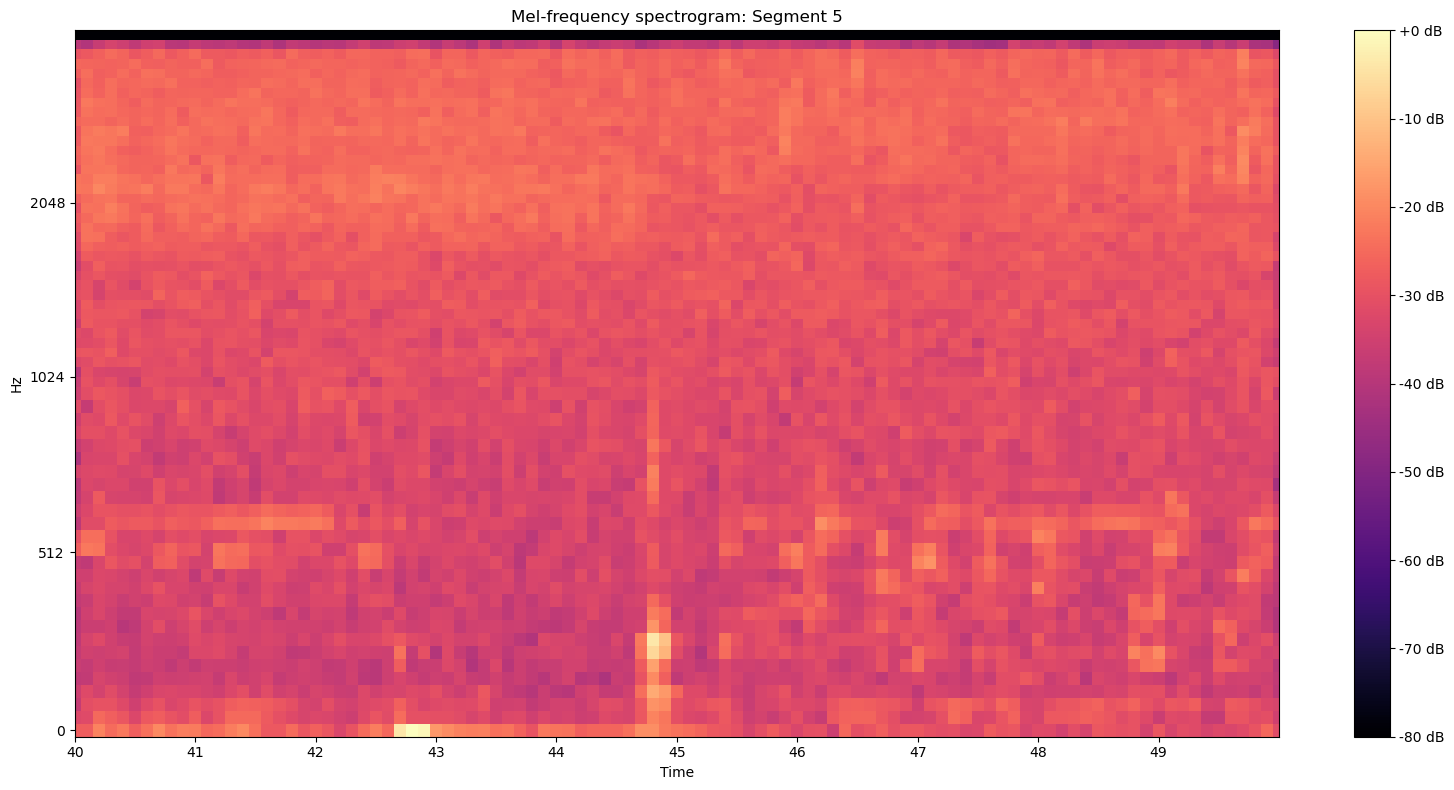 Mel-frequency spectrogram: Segment 5
+0 dB
-10 dB
-20 dB
-30 dB
-40 dB
-50 dB
-60 dB
-70 dB
-80 dB
Hz
2048
1024
512
0
40 41 42 43 44 45 46 47 48 49
Time